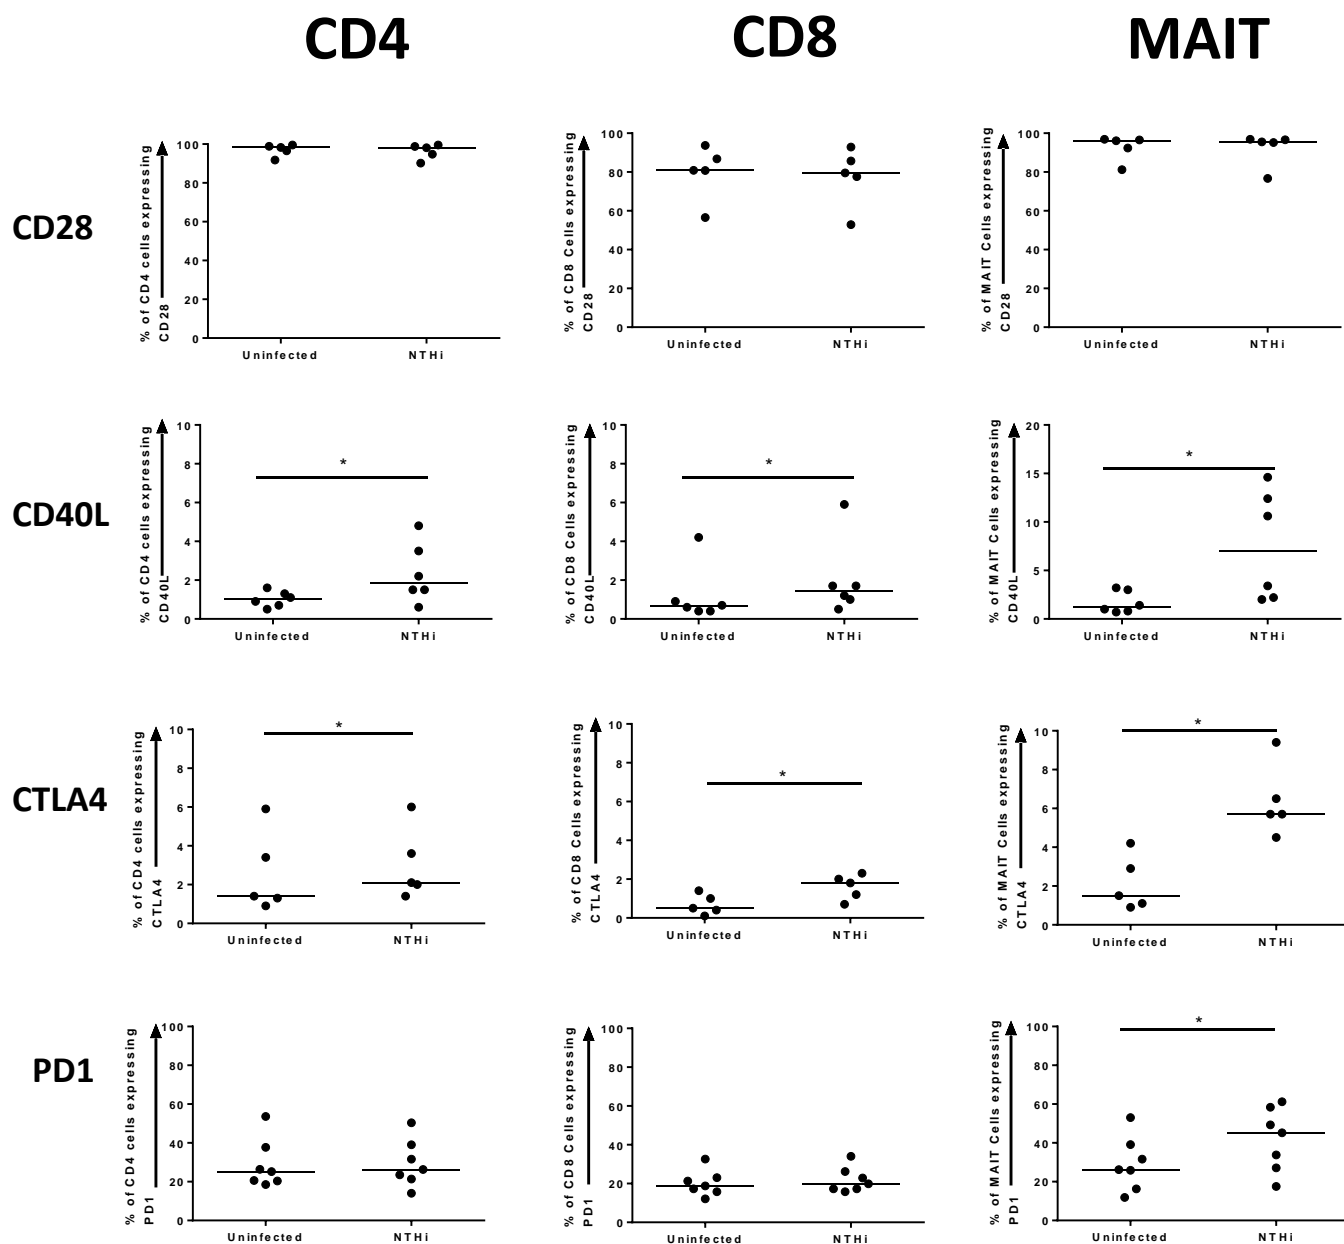 CD4 CD8 MAIT
CD28
% of CD4 cells expressing
CD28
100
80
60
40
20
0
Uninfected NTHi
% of CD8 Cells expressing
CD28
100
80
60
40
20
0
Uninfected NTHi
% of MAIT Cells expressing
CD28
100
80
60
40
20
0
Uninfected NTHi
CD40L
% of CD4 cells expressing
CD40L
10
8
6
4
2
0
*
Uninfected NTHi
% of CD8 Cells expressing
CD40L
10
8
6
4
2
0
*
Uninfected NTHi
% of MAIT Cells expressing
CD40L
20
15
10
5
0
*
Uninfected NTHi
CTLA4
% of CD4 cells expressing
CTLA4
10
8
6
4
2
0
*
Uninfected NTHi
% of CD8 Cells expressing
CTLA4
10
8
6
4
2
0
*
Uninfected NTHi
% of MAIT Cells expressing
CTLA4
10
8
6
4
2
0
*
Uninfected NTHi
PD1
% of CD4 cells expressing
PD1
100
80
60
40
20
0
Uninfected NTHi
% of CD8 Cells expressing
PD1
100
80
60
40
20
0
Uninfected NTHi
% of MAIT Cells expressing
PD1
100
80
60
40
20
0
*
Uninfected NTHi